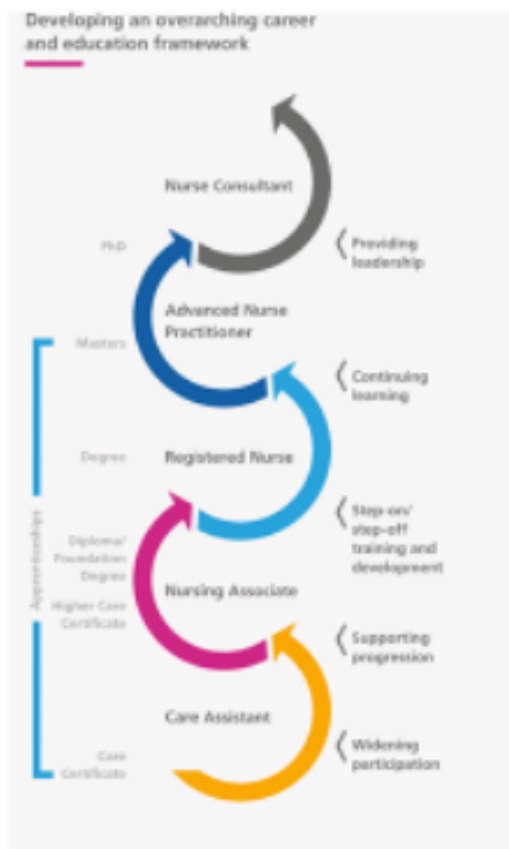 Developing an overarching career
and education framework
Nurse Consultant
PhD
Providing
leadership
Advanced Nurse
Practitioner
Masters
Continuing
learning
Degree
Registered Nurse
Step-on/
step-off
training and
development
Diploma/
Foundation
Degree
Nursing Associate
Apprenticeships
Higher Care
Certificate
Supporting
progression
Care Assistant
Widening
participation
Care
Certificate